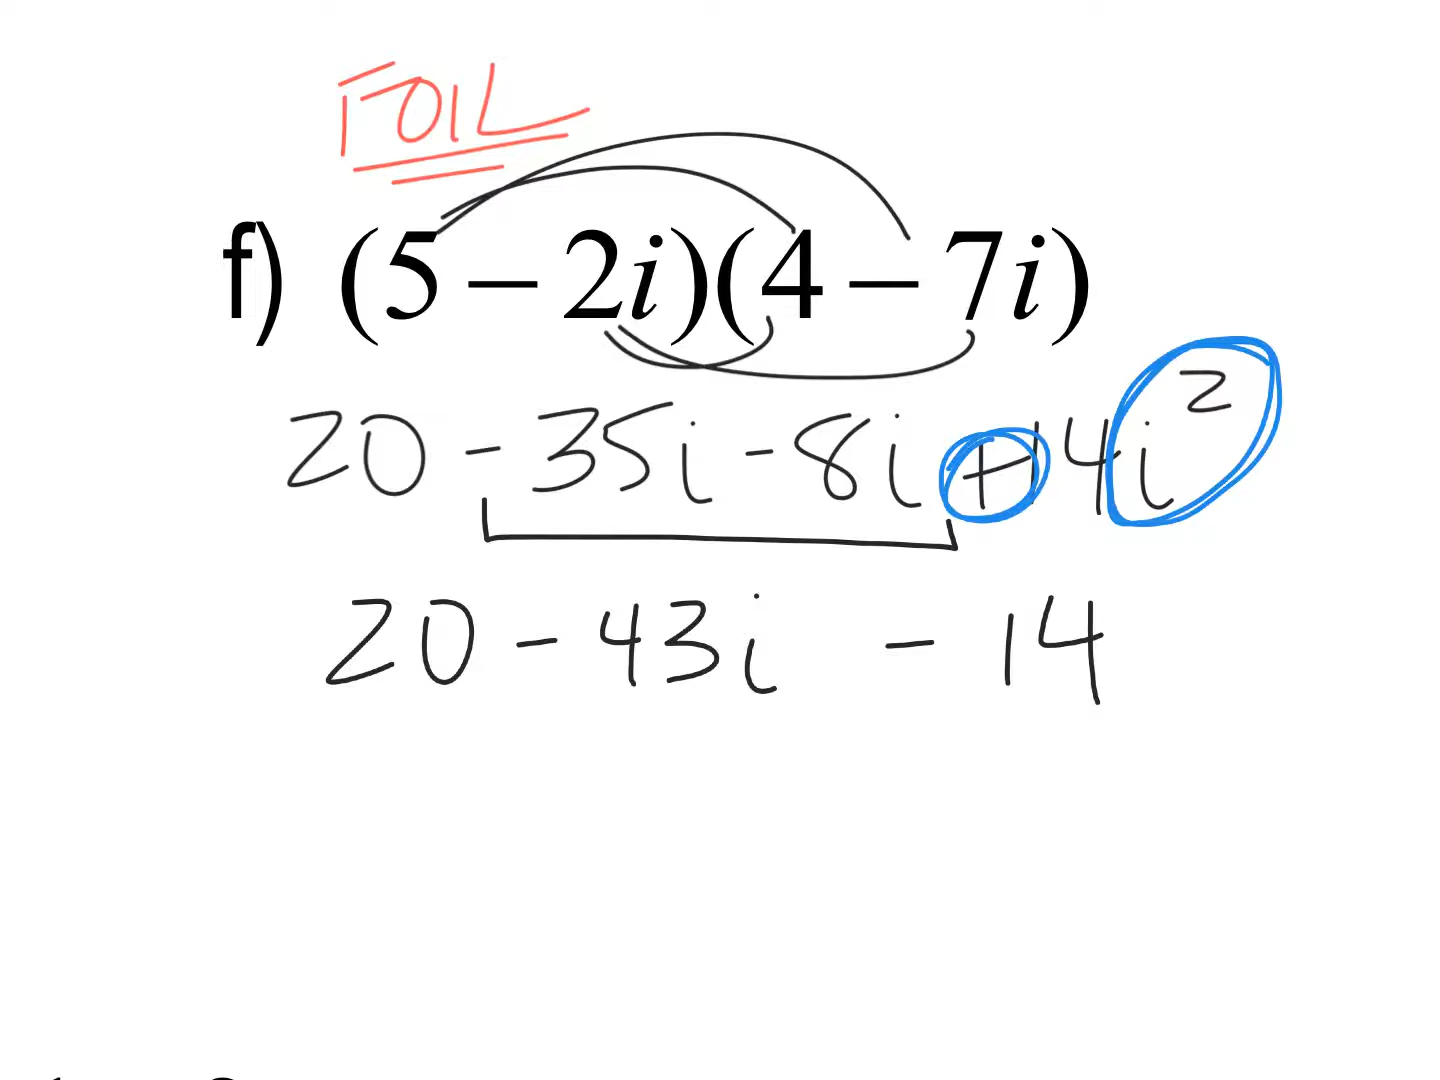 FOIL
f) (5 – 2i)(4 – 7i)
20 - 35i - 8i + 14i²
20 - 43i - 14